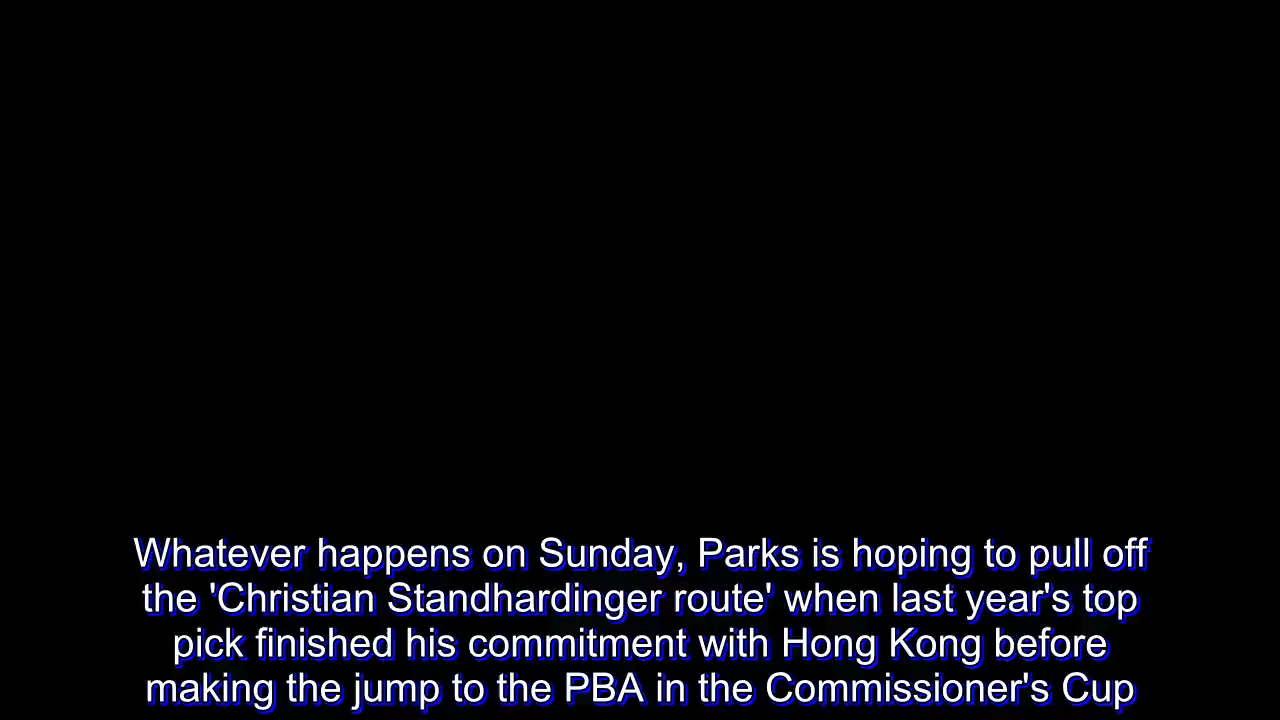 Whatever happens on Sunday, Parks is hoping to pull off
the 'Christian Standhardinger route' when last year's top
pick finished his commitment with Hong Kong before
making the jump to the PBA in the Commissioner's Cup